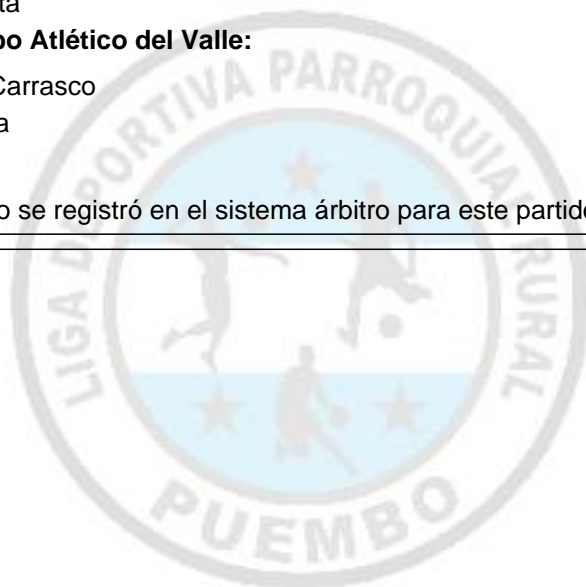 ta
po Atlético del Valle:
Carrasco
a
o se registró en el sistema árbitro para este partido
LIGA DEPORTIVA PARROQUIAL RURAL
PUEMBO